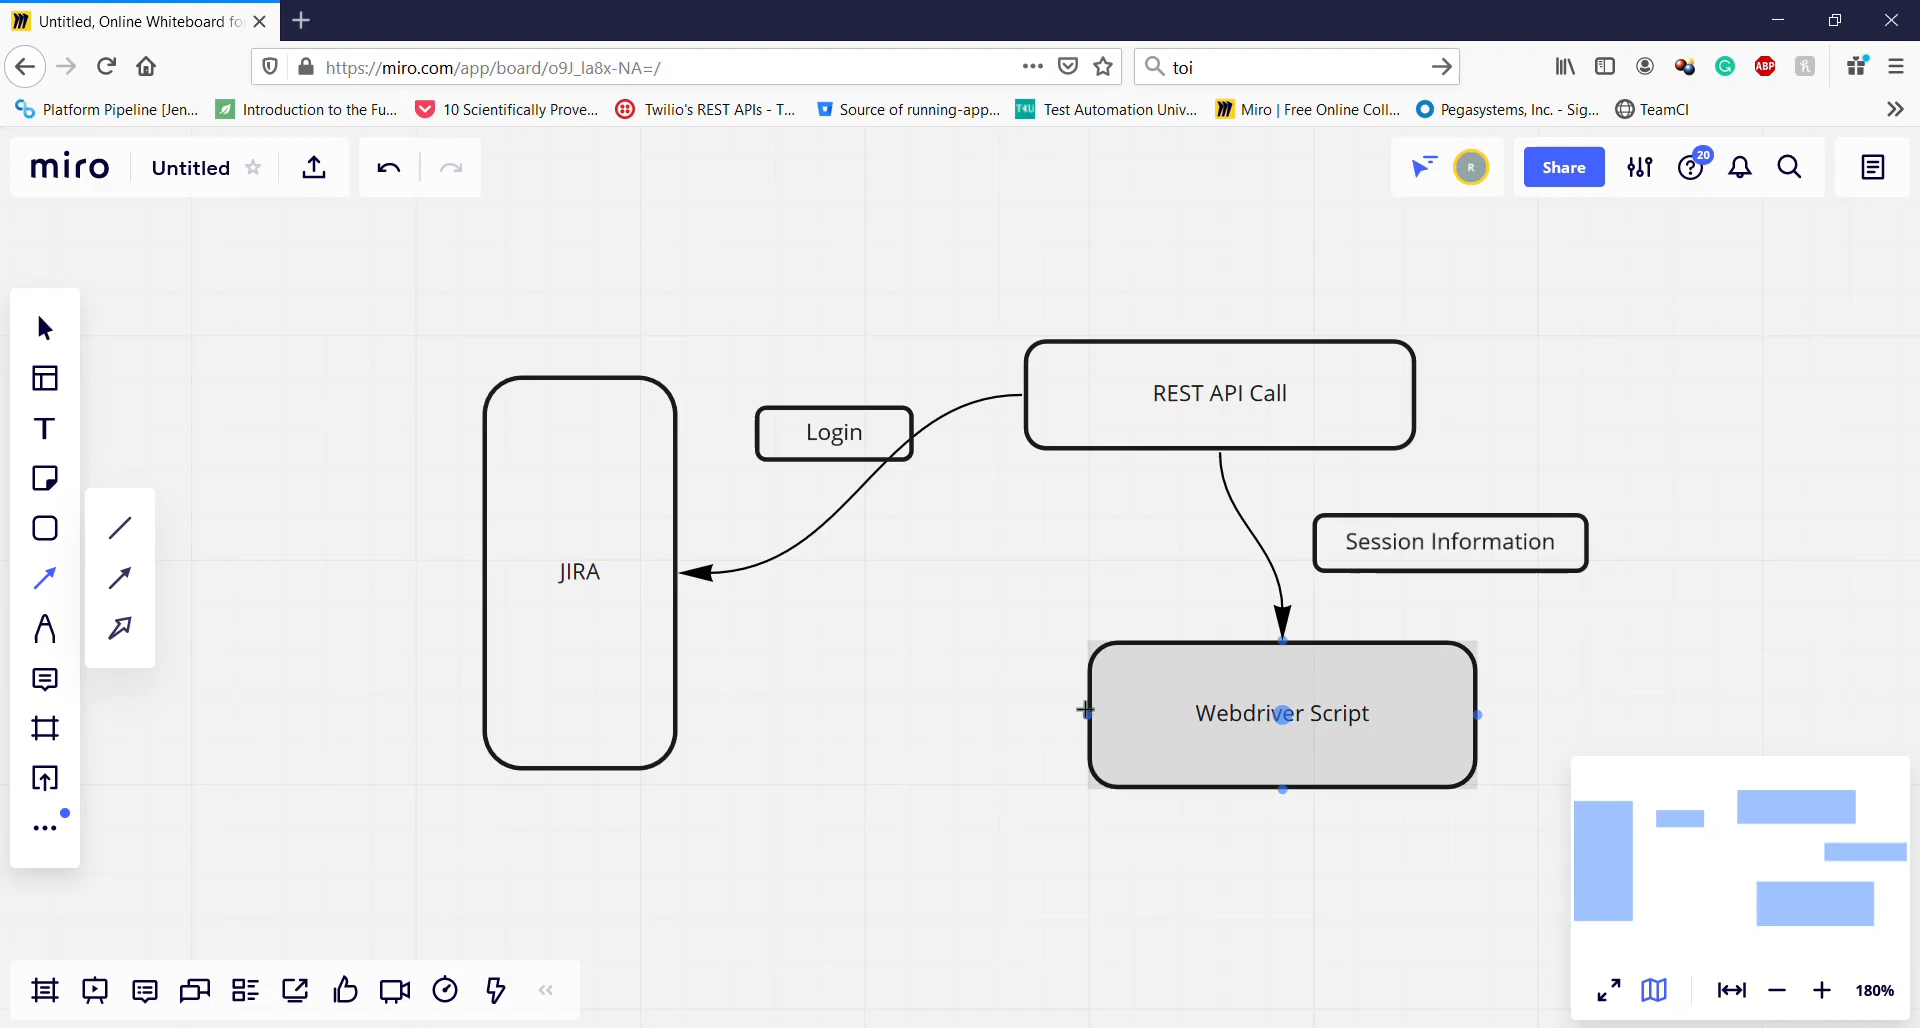 Untitled, Online Whiteboard fo
https://miro.com/app/board/o9J_la8x-NA=/
toi
ABP
Platform Pipeline [Jen...
Introduction to the Fu...
10 Scientifically Prove...
Twilio's REST APIs - T...
Source of running-app...
TKU
Test Automation Univ...
Miro | Free Online Coll...
Pegasystems, Inc. - Sig...
TeamCI
miro
Untitled
R
Share
20
REST API Call
Login
Session Information
JIRA
Webdriver Script
180%